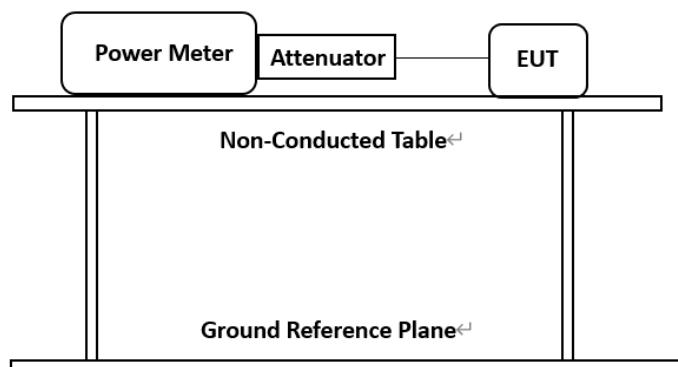 Power Meter
Attenuator
EUT
Non-Conducted Table↵
Ground Reference Plane↵